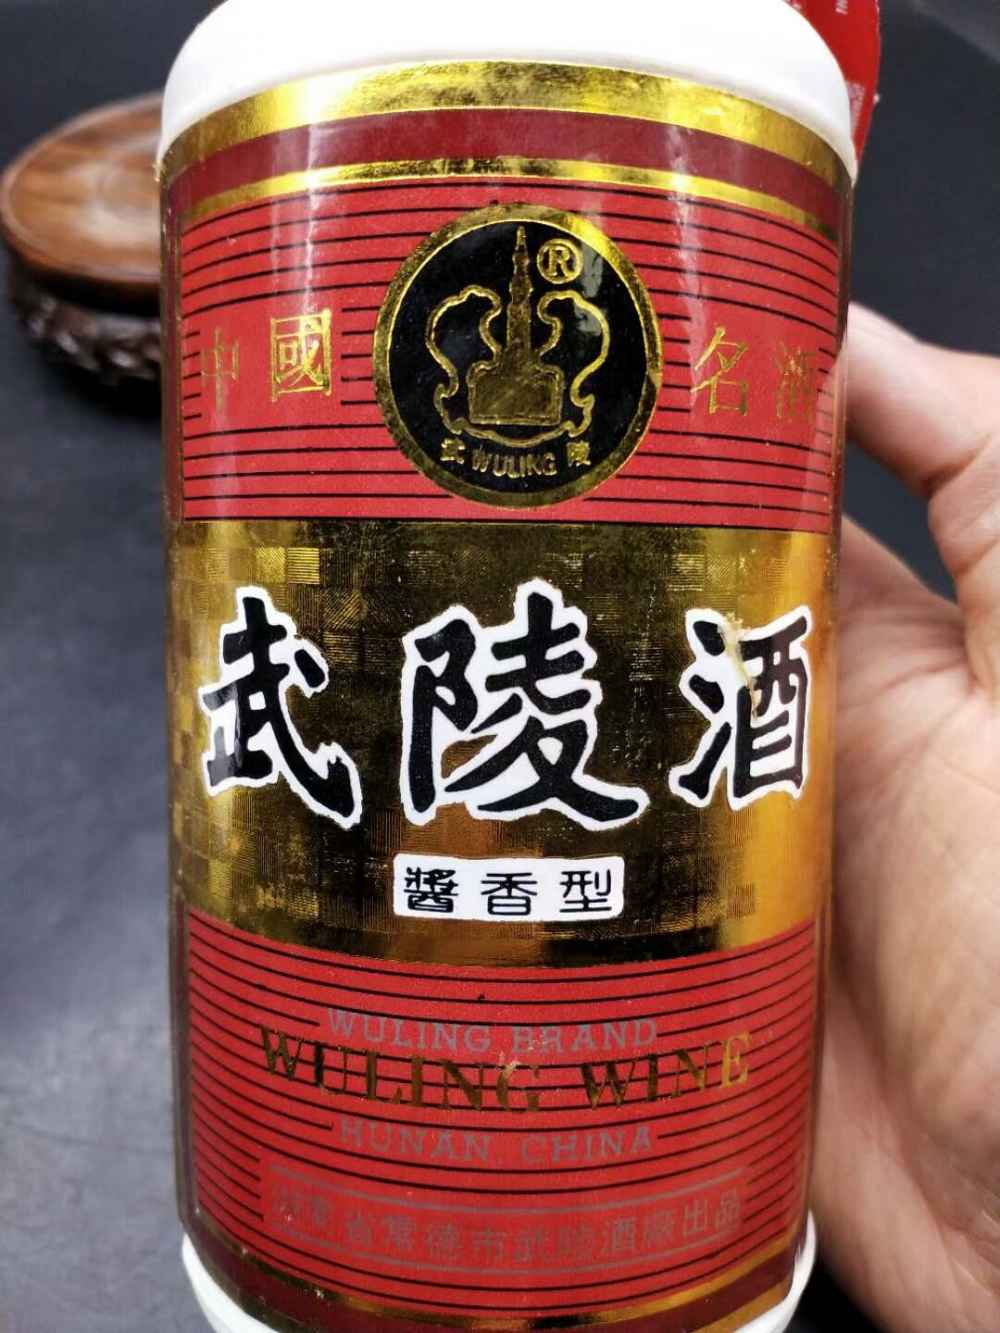 ®
中國 名酒
武 WULING 陵
武陵酒
醬香型
WULING BRAND
WULING WINE
HUNAN CHINA
湖南省常德市武陵酒廠出品